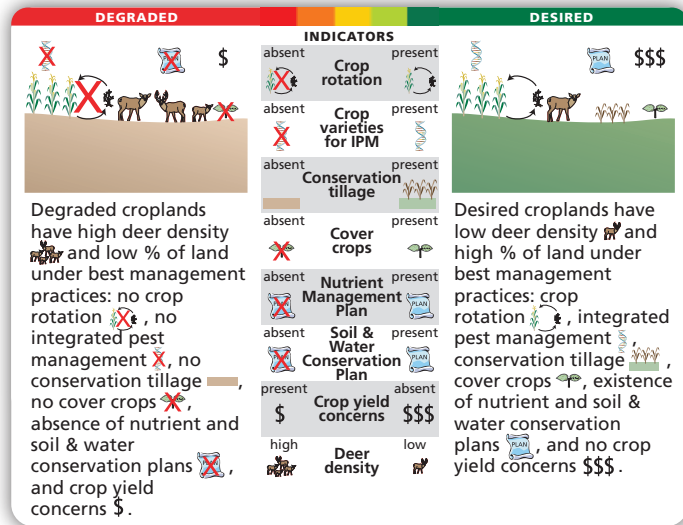 DEGRADED
DESIRED
INDICATORS
PLAN
$
Degraded croplands
have high deer density
and low % of land
under best management
practices: no crop
rotation , no
integrated pest
management , no
conservation tillage ,
no cover crops ,
absence of nutrient and
soil & water
conservation plans PLAN ,
and crop yield
concerns $ .
absent present
Crop
rotation
absent present
Crop
varieties
for IPM
absent present
Conservation
tillage
absent present
Cover
crops
absent present
Nutrient
Management
Plan
PLAN PLAN
absent present
Soil &
Water
Conservation
Plan
PLAN PLAN
present absent
Crop yield
concerns
$ $$$
high low
Deer
density
PLAN
$$$
Desired croplands have
low deer density and
high % of land under
best management
practices: crop
rotation , integrated
pest management ,
conservation tillage ,
cover crops , existence
of nutrient and soil &
water conservation
plans PLAN , and no crop
yield concerns $$$ .